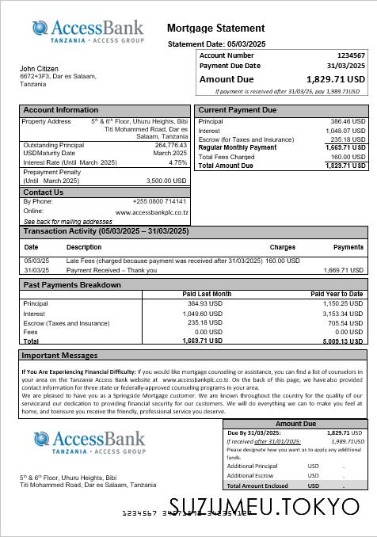 AccessBank
TANZANIA - ACCESS GROUP
Mortgage Statement
Statement Date: 05/03/2025
Account Number 1234567
Payment Due Date 31/03/2025
Amount Due 1,829.71 USD
If payment is received after 31/03/25, pay 1,989.71USD
John Citizen
6672+3F3, Dar es Salaam,
Tanzania
Account Information
Property Address 5th Floor, Uhuru Heights, Bibi
Titi Mohammed Road, Dar es
Salaam, Tanzania
Outstanding Principal 264,776.43
USDMaturity Date March 2025
Interest Rate (Until March 2025) 4.75%
Prepayment Penalty
(Until March 2025) 3,500.00 USD
Contact Us
By Phone: +255 0800 714141
Online: www.accessbankplc.co.tz
See back for mailing addresses
Current Payment Due
Principal 386.46 USD
Interest 1,048.07 USD
Escrow (for Taxes and Insurance) 235.18 USD
Regular Monthly Payment
Total Fees Charged 160.00 USD
Total Amount Due 1,829.71 USD
Transaction Activity (05/03/2025 – 31/03/2025)
Date Description Charges Payments
05/03/25 Late Fees (charged because payment was received after 31/03/2025) 160.00 USD
31/03/25 Payment Received – Thank you 1,669.71 USD
Past Payments Breakdown
Paid Last Month Paid Year to Date
Principal 384.93 USD 1,150.25 USD
Interest 1,049.60 USD 3,153.34 USD
Escrow (Taxes and Insurance) 235.18 USD 705.54 USD
Fees 0.00 USD 0.00 USD
Total 1,669.71 USD
Important Messages
If You Are Experiencing Financial Difficulty: If you would like mortgage counseling or assistance, you can find a list of counselors in
your area on the Tanzania Access Bank website at www.accessbankplc.co.tz. On the back of this page, we have also provided
contact information for three state or federally-approved counseling programs in your area.
We are pleased to have you as a Springside Mortgage customer. We are known throughout the country for the quality of our
service and our dedication to providing financial security for our customers. We will do everything we can to make you feel at
home, and to ensure you receive the friendly, professional service you deserve.
AccessBank
TANZANIA - ACCESS GROUP
Amount Due
Due By 31/03/2025: 1,829.71 USD
If received after 31/03/2025: 1,989.71USD
Please designate how you want us to apply any additional
funds.
Additional Principal USD .
Additional Escrow USD .
Total Amount Enclosed USD .
5th Floor, Uhuru Heights, Bibi
Titi Mohammed Road, Dar es Salaam, Tanzania
SUZUMEU.TOKYO
1234567